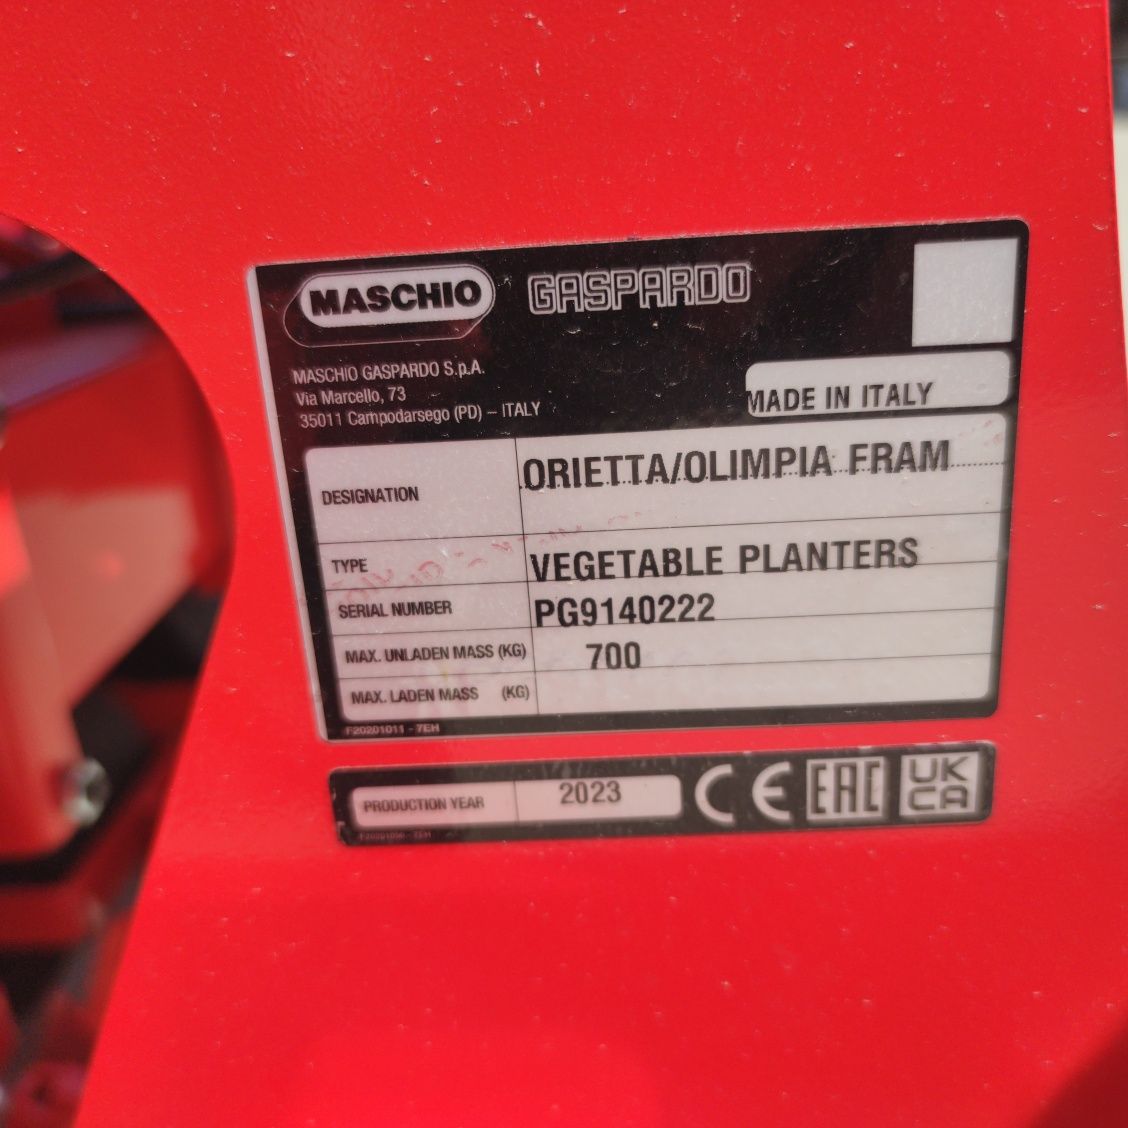 MASCHIO GASPARDO
MASCHIO GASPARDO S.p.A.
Via Marcello, 73
35011 Campodarsego (PD) – ITALY
MADE IN ITALY
DESIGNATION ORIETTA/OLIMPIA FRAM
TYPE VEGETABLE PLANTERS
SERIAL NUMBER PG9140222
MAX. UNLADEN MASS (KG) 700
MAX. LADEN MASS (KG)
F20201011 - 7EH
PRODUCTION YEAR 2023 CE EAC UK CA